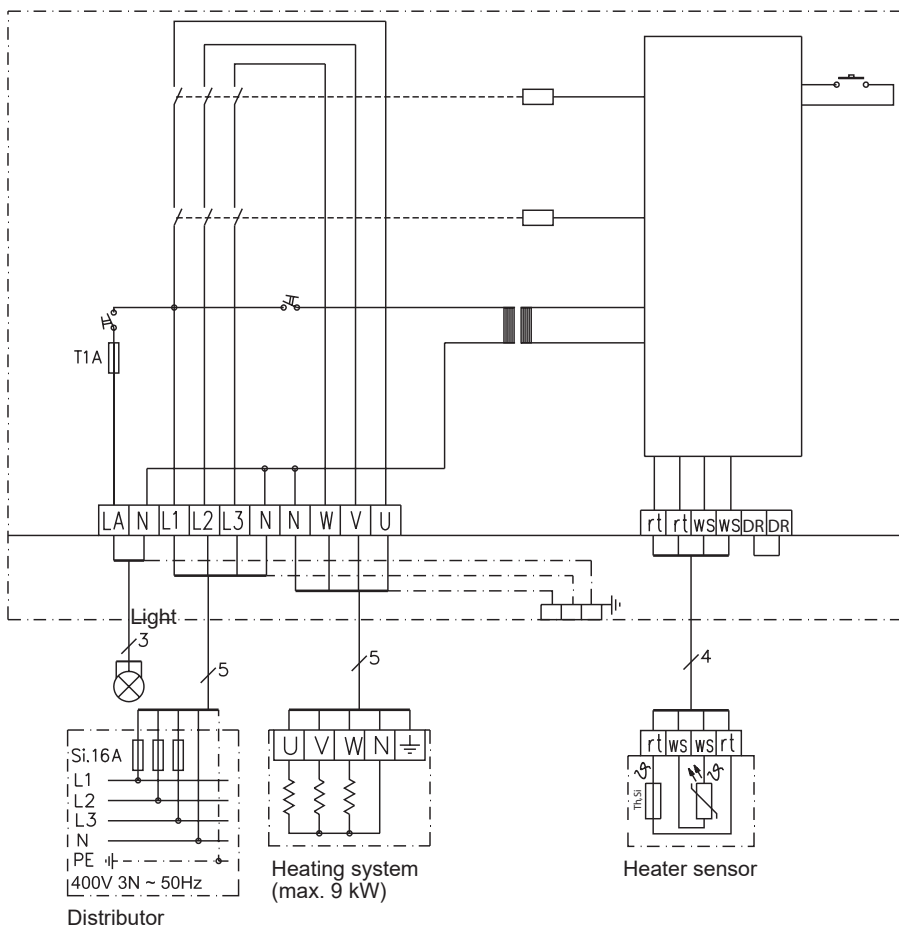 T1A
LA N L1 L2 L3 N N W V U
rt rt ws ws DR DR
Light
3
5
5
4
Si.16A
L1
L2
L3
N
PE
400V 3N ~ 50Hz
Distributor
U V W N
Heating system
(max. 9 kW)
rt ws ws rt
Th,Si
ϑ
ϑ
Heater sensor